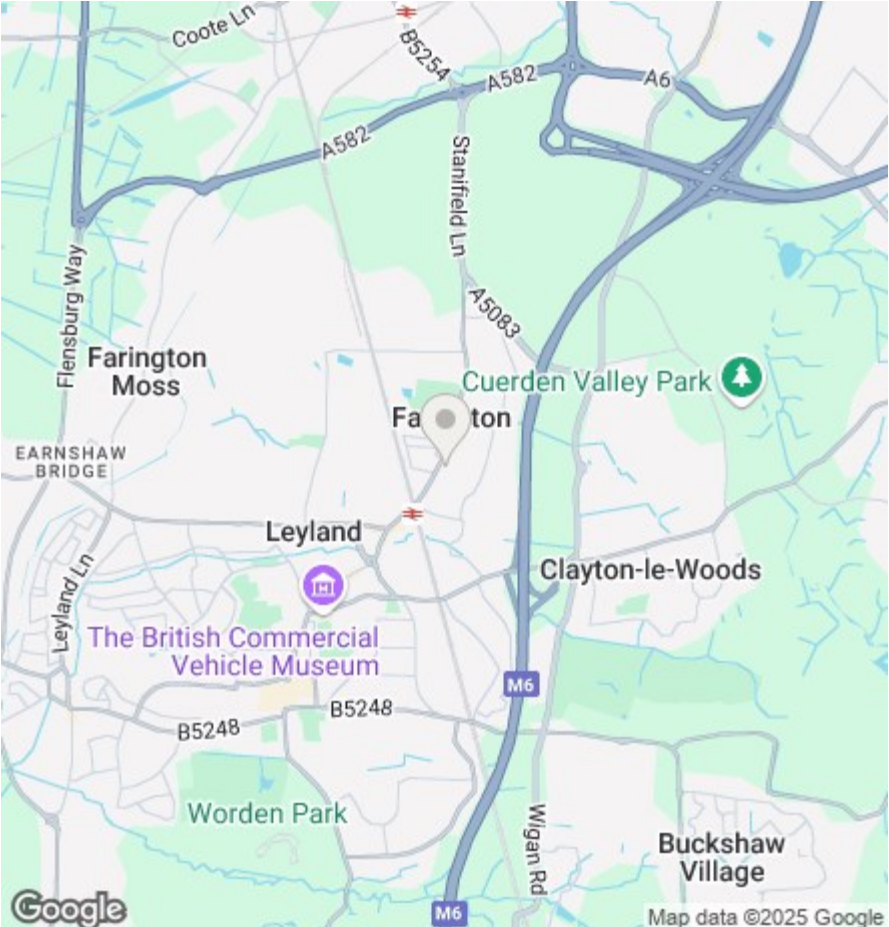 Coote Ln
B5254
A582
A6
A582
Stanifield Ln
Flensburg Way
A5083
Farington
Moss
Cuerden Valley Park
Fa
ton
EARNSHAW
BRIDGE
Leyland
Clayton-le-Woods
Leyland Ln
The British Commercial
Vehicle Museum
M6
B5248
B5248
Worden Park
Wigan Rd
Buckshaw
Village
Google
M6
Map data ©2025 Google